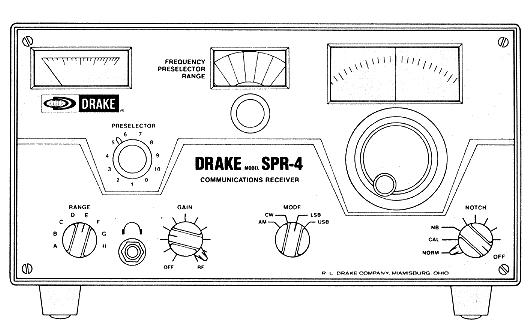 FREQUENCY
PRESELECTOR
RANGE
DRAKE
PRESELECTOR
5 6 7
4 8
3 9
2 1 0 10
DRAKE MODEL SPR-4
COMMUNICATIONS RECEIVER
RANGE
C D E F
B G
A H
GAIN
OFF RF
MODE
CW LSB
AM USB
NOTCH
NB
CAL
NORM
OFF
R. L. DRAKE COMPANY, MIAMISBURG, OHIO